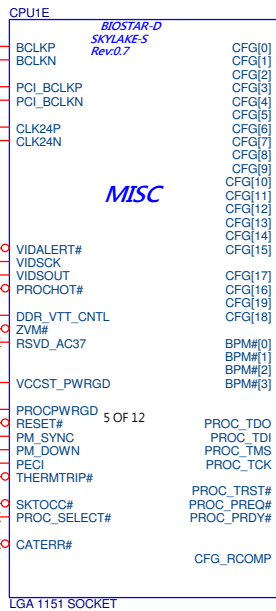 CPU1E
BIOSTAR-D
SKYLAKE-S
Rev:0.7
BCLKP CFG[0]
BCLKN CFG[1]
CFG[2]
PCI_BCLKP CFG[3]
PCI_BCLKN CFG[4]
CFG[5]
CLK24P CFG[6]
CLK24N CFG[7]
CFG[8]
CFG[9]
CFG[10]
MISC CFG[11]
CFG[12]
CFG[13]
CFG[14]
VIDALERT# CFG[15]
VIDSCK
VIDSOUT CFG[17]
PROCHOT# CFG[16]
CFG[19]
DDR_VTT_CNTL CFG[18]
ZVM#
RSVD_AC37 BPM#[0]
BPM#[1]
BPM#[2]
VCCST_PWRGD BPM#[3]
PROCPWRGD
RESET# 5 OF 12 PROC_TDO
PM_SYNC PROC_TDI
PM_DOWN PROC_TMS
PECI PROC_TCK
THERMTRIP#
PROC_TRST#
SKTOCC# PROC_PREQ#
PROC_SELECT# PROC_PRDY#
CATERR#
CFG_RCOMP
LGA 1151 SOCKET